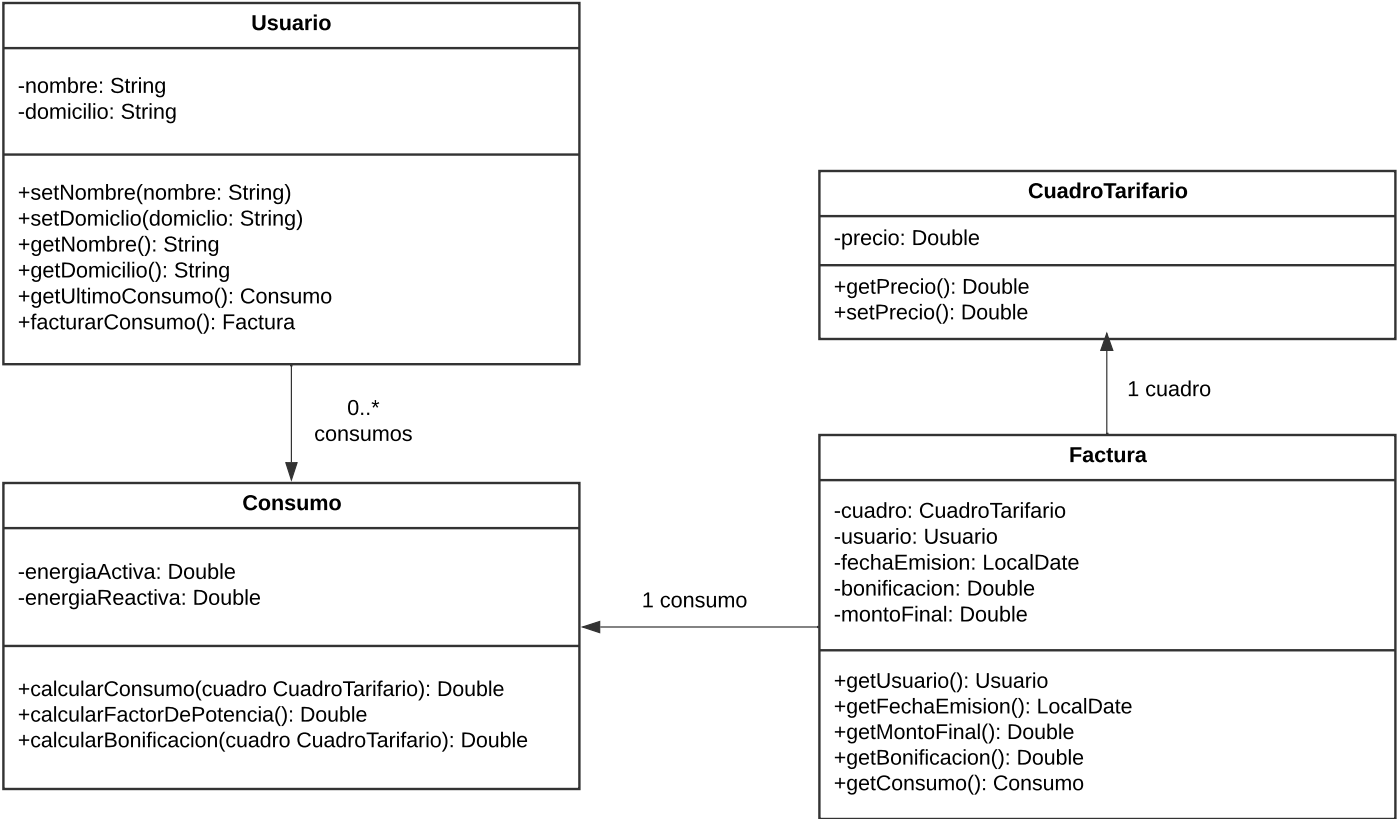 Usuario
-nombre: String
-domicilio: String
+setNombre(nombre: String)
+setDomiclio(domiclio: String)
+getNombre(): String
+getDomicilio(): String
+getUltimoConsumo(): Consumo
+facturarConsumo(): Factura
0..*
consumos
Consumo
-energiaActiva: Double
-energiaReactiva: Double
+calcularConsumo(cuadro CuadroTarifario): Double
+calcularFactorDePotencia(): Double
+calcularBonificacion(cuadro CuadroTarifario): Double
1 consumo
CuadroTarifario
-precio: Double
+getPrecio(): Double
+setPrecio(): Double
1 cuadro
Factura
-cuadro: CuadroTarifario
-usuario: Usuario
-fechaEmision: LocalDate
-bonificacion: Double
-montoFinal: Double
+getUsuario(): Usuario
+getFechaEmision(): LocalDate
+getMontoFinal(): Double
+getBonificacion(): Double
+getConsumo(): Consumo